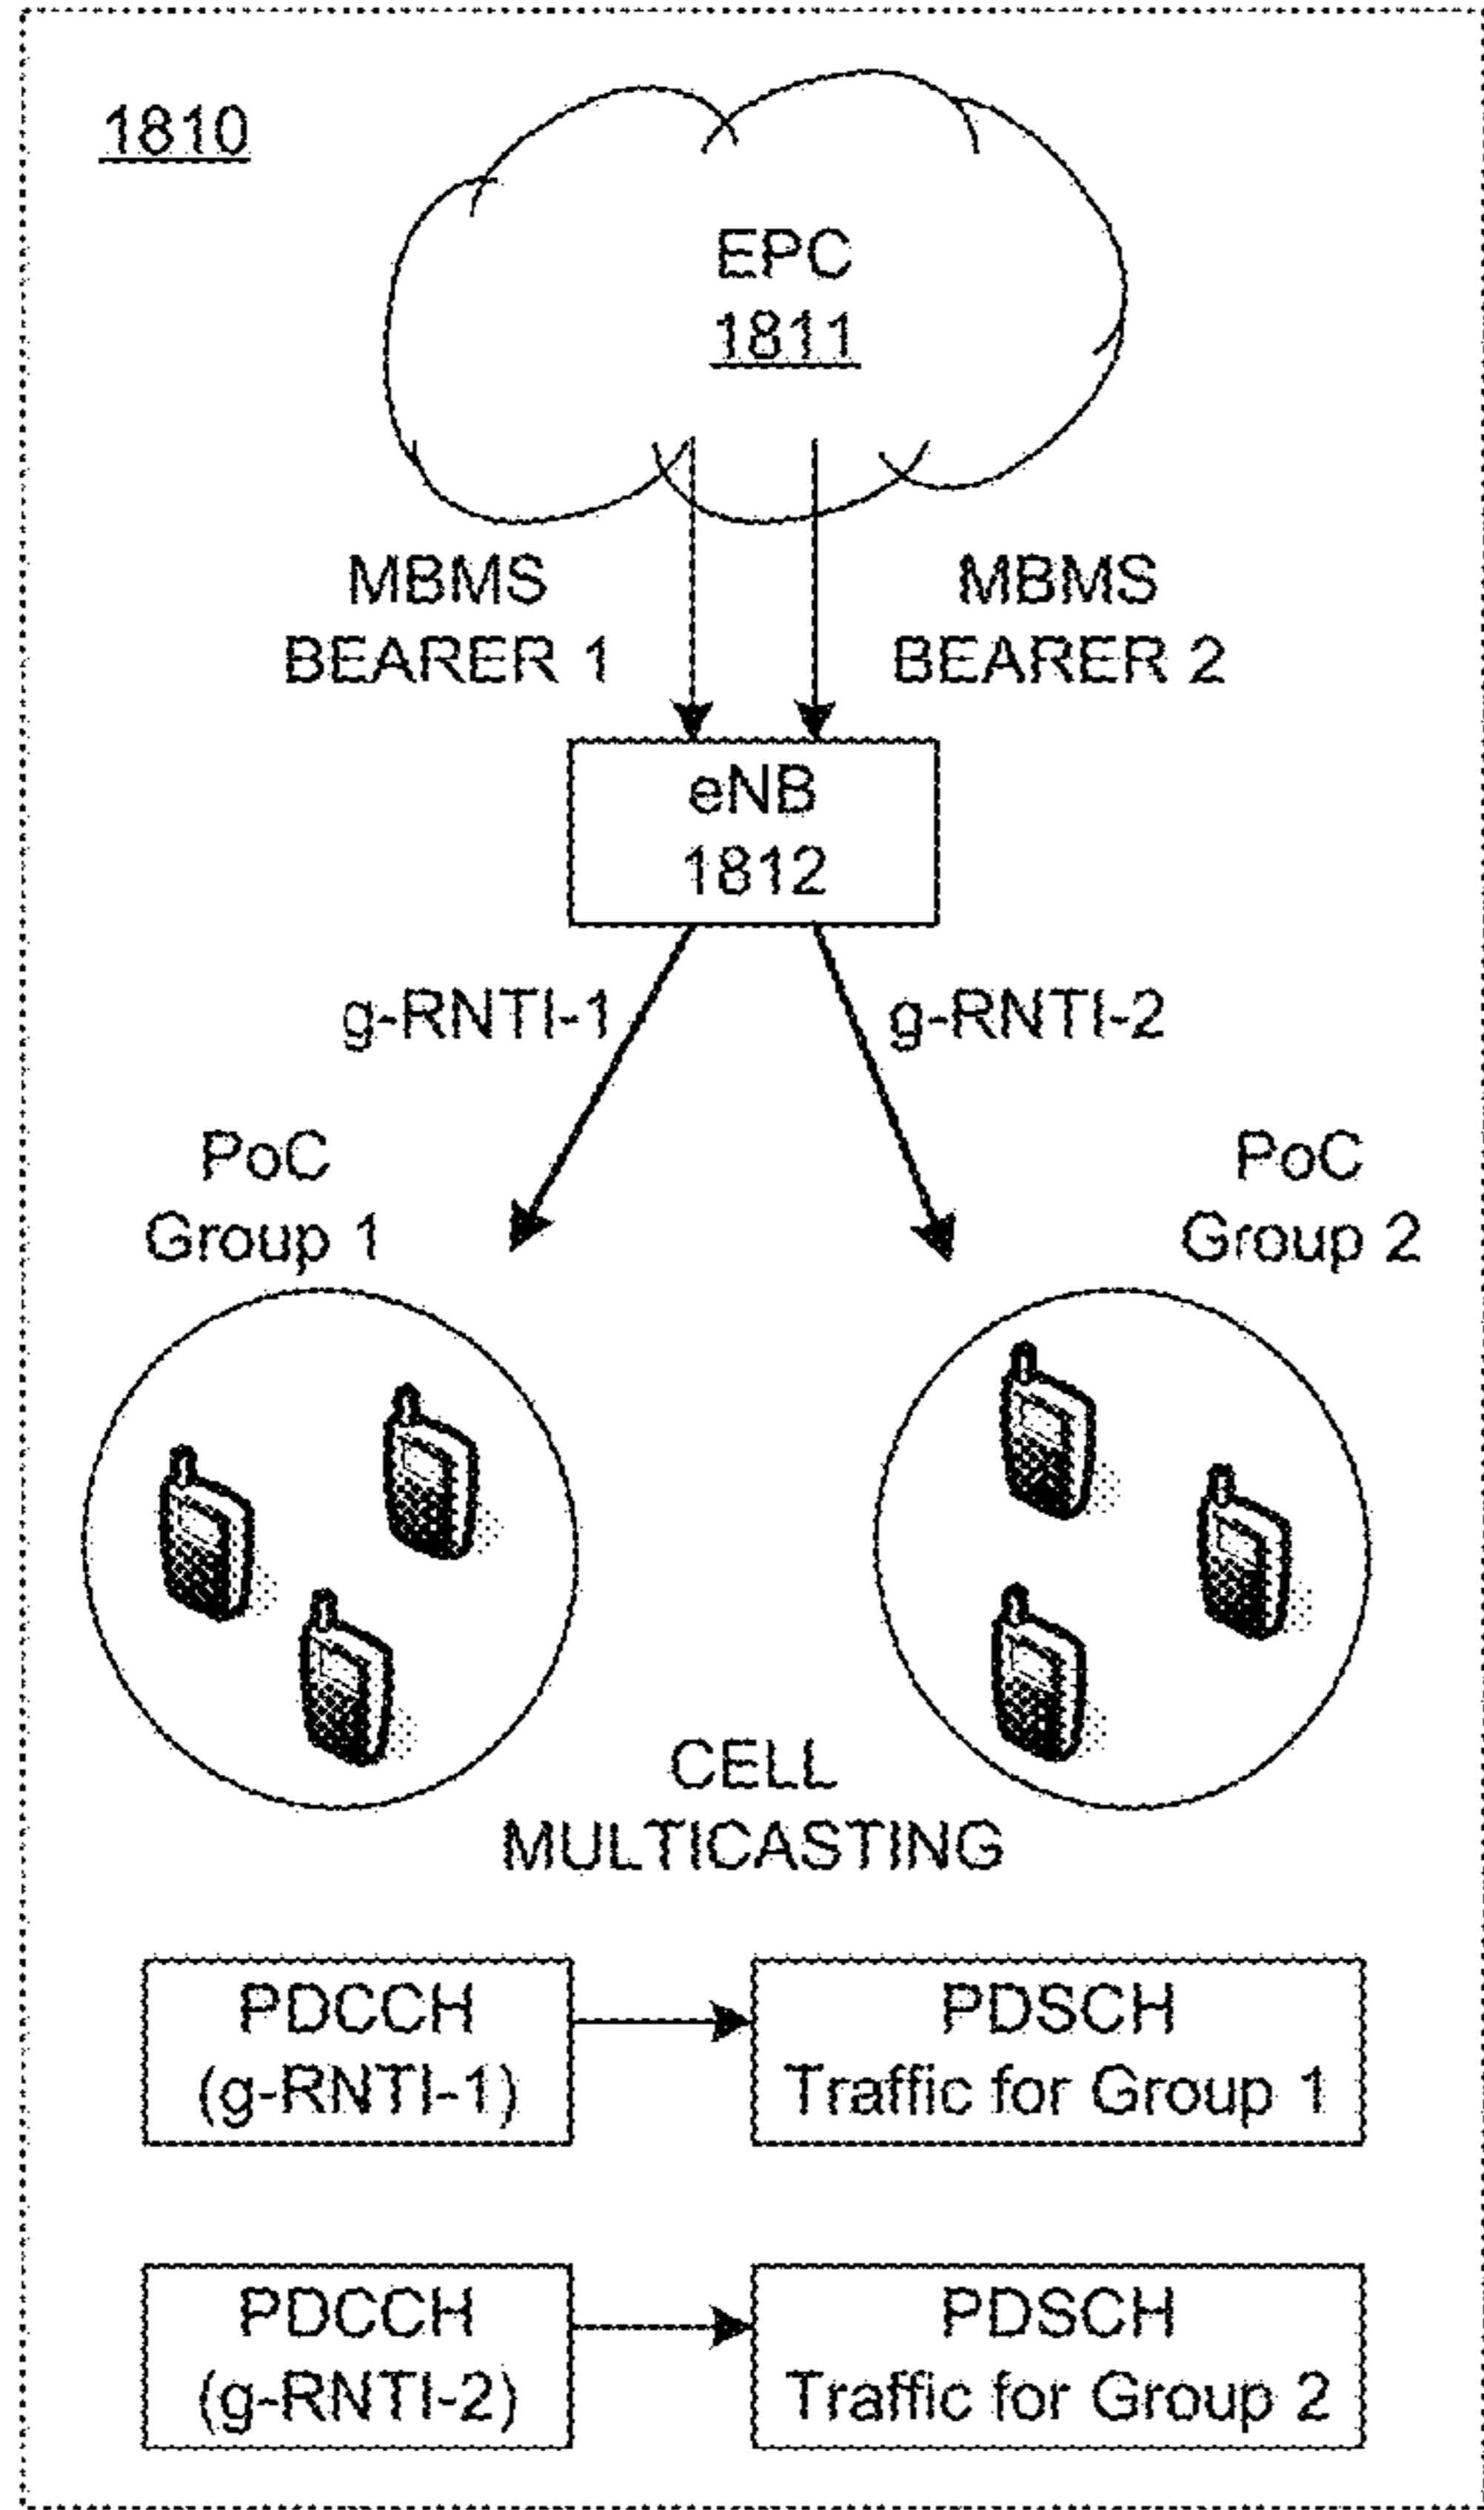 1810
EPC
1811
MBMS
BEARER 1
MBMS
BEARER 2
eNB
1812
g-RNTI-1
g-RNTI-2
PoC
Group 1
PoC
Group 2
CELL
MULTICASTING
PDCCH
(g-RNTI-1)
PDSCH
Traffic for Group 1
PDCCH
(g-RNTI-2)
PDSCH
Traffic for Group 2